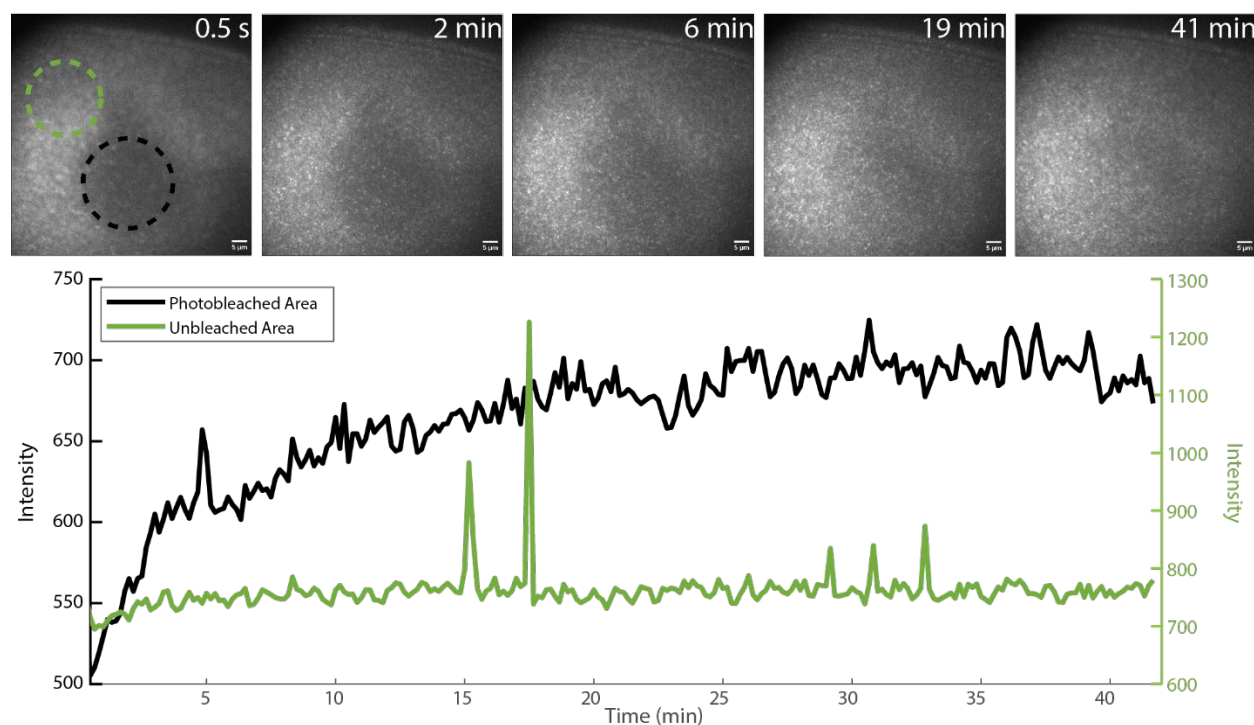 0.5 s
2 min
6 min
19 min
41 min
5 μm
5 μm
5 μm
5 μm
5 μm
750
700
650
600
550
500
Intensity
Photobleached Area
Unbleached Area
1300
1200
1100
1000
900
800
700
600
Intensity
5
10
15
20
25
30
35
40
Time (min)